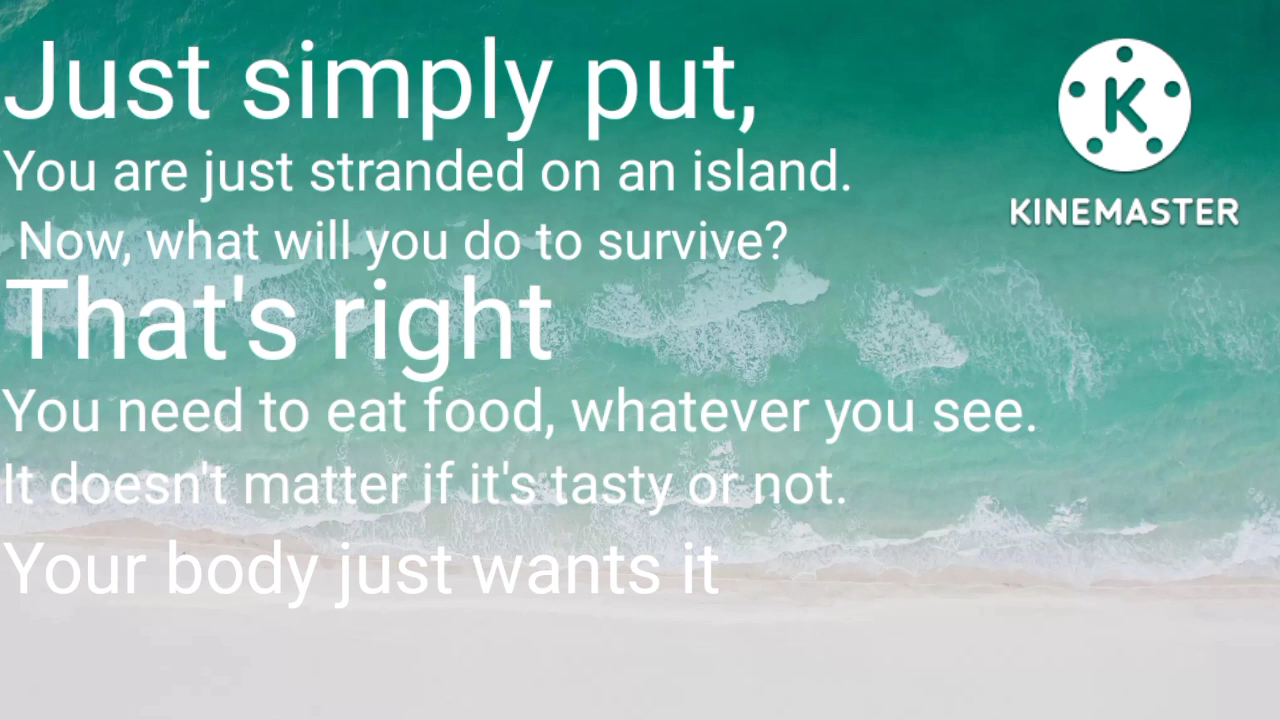 Just simply put,
You are just stranded on an island.
Now, what will you do to survive?
That's right
You need to eat food, whatever you see.
It doesn't matter if it's tasty or not.
Your body just wants it
K
KINEMASTER